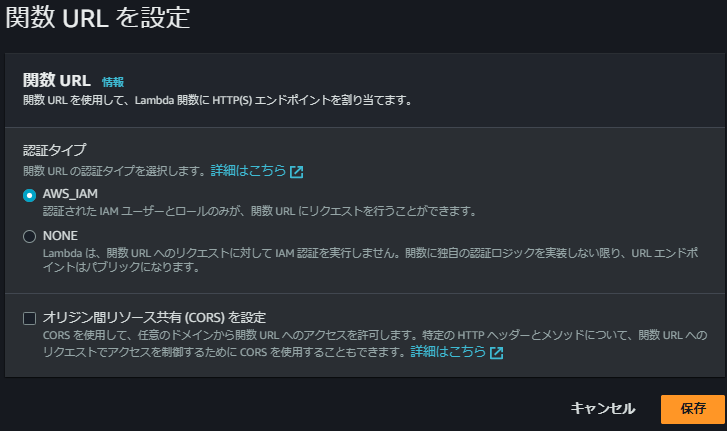 関数 URL を設定
関数 URL 情報
関数 URL を使用して、Lambda 関数に HTTP(S) エンドポイントを割り当てます。
認証タイプ
関数 URL の認証タイプを選択します。詳細はこちら
AWS_IAM
認証された IAM ユーザーとロールのみが、関数 URL にリクエストを行うことができます。
NONE
Lambda は、関数 URL へのリクエストに対して IAM 認証を実行しません。関数に独自の認証ロジックを実装しない限り、URL エンドポ
イントはパブリックになります。
オリジン間リソース共有 (CORS) を設定
CORS を使用して、任意のドメインから関数 URL へのアクセスを許可します。特定の HTTP ヘッダーとメソッドについて、関数 URL への
リクエストでアクセスを制御するために CORS を使用することもできます。詳細はこちら
キャンセル 保存